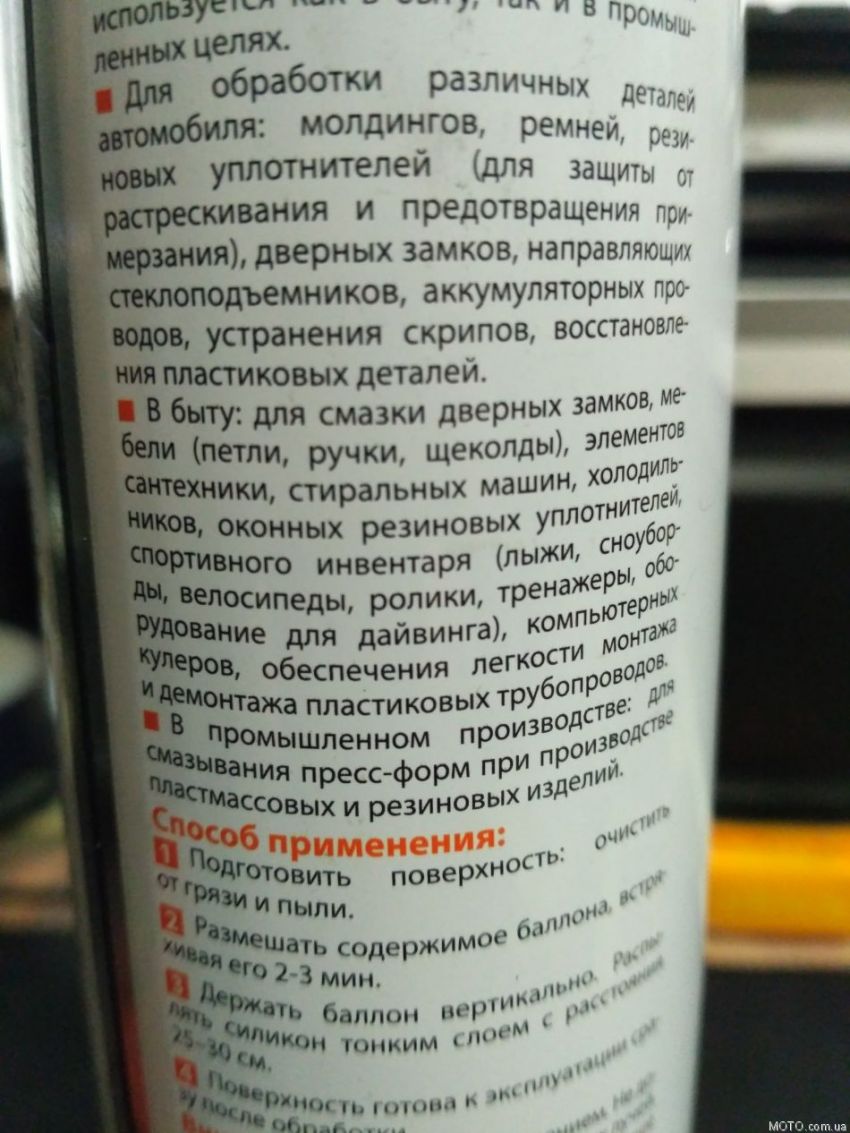 используется как в быту, так и в промыш-
ленных целях.
■ Для обработки различных деталей
автомобиля: молдингов, ремней, рези-
новых уплотнителей (для защиты от
растрескивания и предотвращения при-
мерзания), дверных замков, направляющих
стеклоподъемников, аккумуляторных про-
водов, устранения скрипов, восстановле-
ния пластиковых деталей.
■ В быту: для смазки дверных замков, ме-
бели (петли, ручки, щеколды), элементов
сантехники, стиральных машин, холодиль-
ников, оконных резиновых уплотнителей,
спортивного инвентаря (лыжи, сноубор-
ды, велосипеды, ролики, тренажеры, обо-
рудование для дайвинга), компьютерных
кулеров, обеспечения легкости монтажа
и демонтажа пластиковых трубопроводов.
■ В промышленном производстве: для
смазывания пресс-форм при производстве
пластмассовых и резиновых изделий.
Способ применения:
1 Подготовить поверхность: очистить
от грязи и пыли.
2 Размешать содержимое баллона, встря-
хивая его 2-3 мин.
3 Держать баллон вертикально. Распы-
лять силикон тонким слоем с расстояния
25-30 см.
4 Поверхность готова к эксплуатации сра-
зу после обработки.
MOTO.com.ua